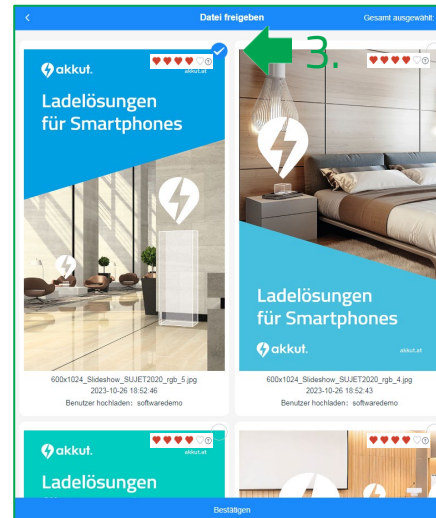 Datei freigeben
Gesamt ausgewählt:
3.
akkut.
akkut.at
Ladelösungen
für Smartphones
600x1024_Slideshow_SUJET2020_rgb_5.jpg
2023-10-26 18:52:46
Benutzer hochladen: softwaredemo
Ladelösungen
für Smartphones
akkut.
akkut.at
600x1024_Slideshow_SUJET2020_rgb_4.jpg
2023-10-26 18:52:43
Benutzer hochladen: softwaredemo
akkut.
akkut.at
Ladelösungen
Bestätigen